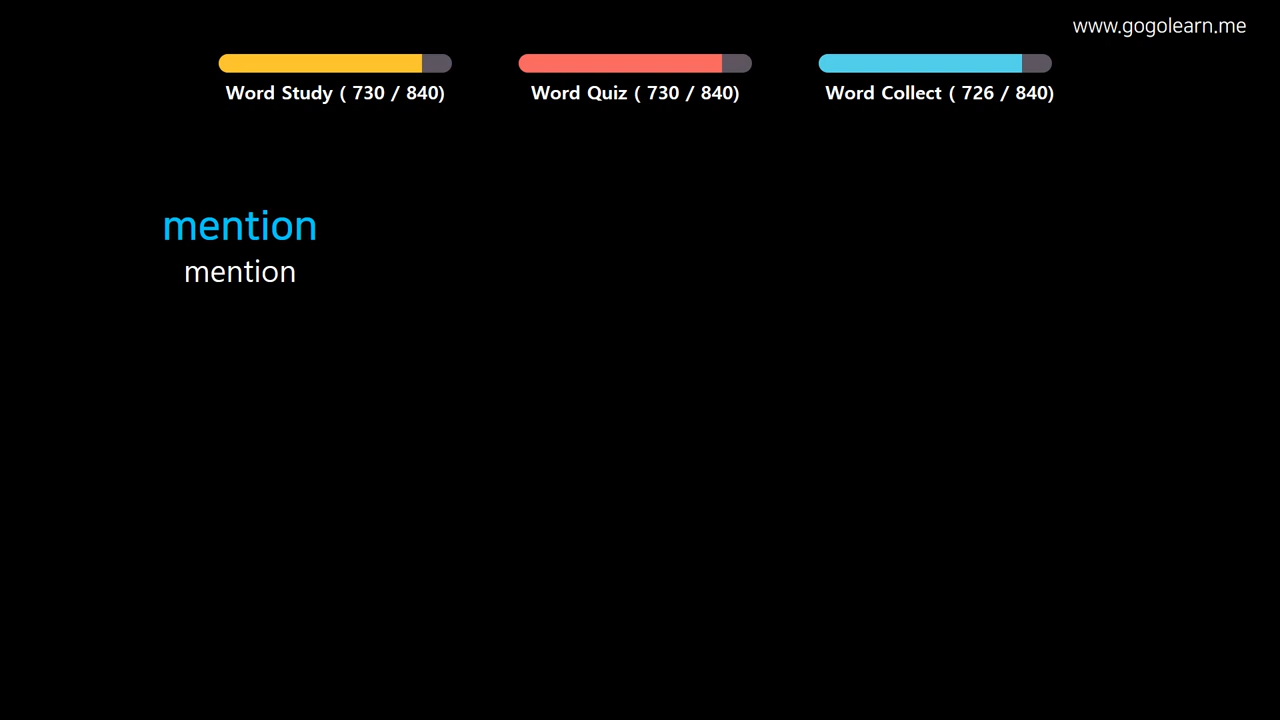 www.gogolearn.me
Word Study ( 730 / 840)
Word Quiz ( 730 / 840)
Word Collect ( 726 / 840)
mention
mention